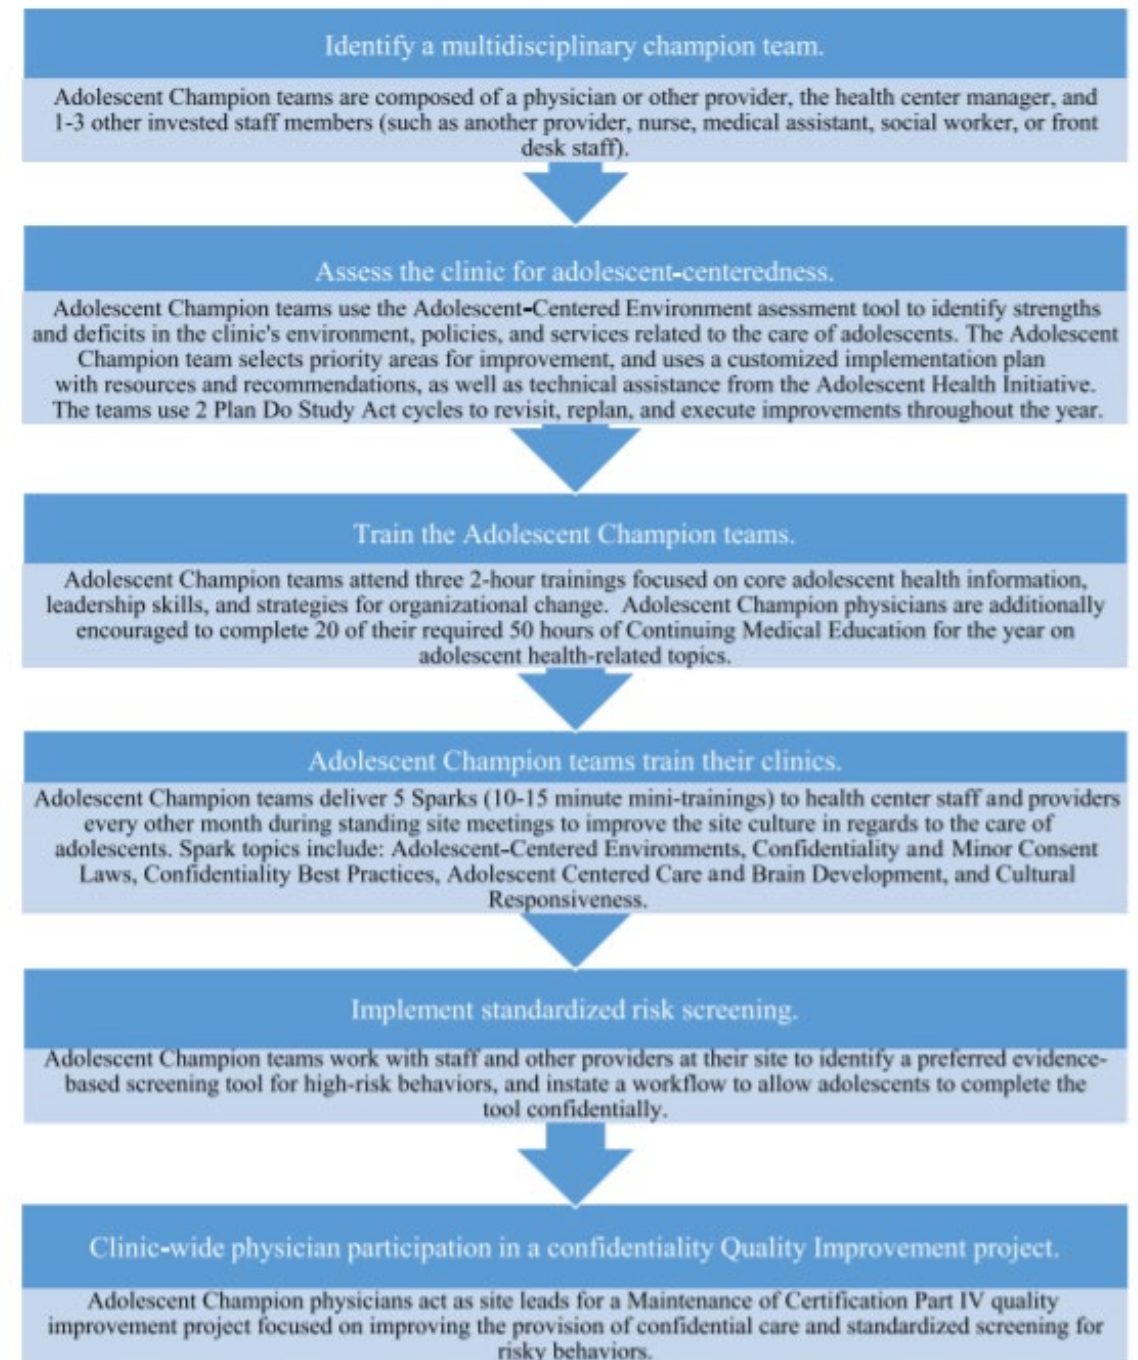 Identify a multidisciplinary champion team.
Adolescent Champion teams are composed of a physician or other provider, the health center manager, and
1-3 other invested staff members (such as another provider, nurse, medical assistant, social worker, or front
desk staff).
Assess the clinic for adolescent-centeredness.
Adolescent Champion teams use the Adolescent-Centered Environment asessment tool to identify strengths
and deficits in the clinic's environment, policies, and services related to the care of adolescents. The Adolescent
Champion team selects priority areas for improvement, and uses a customized implementation plan
with resources and recommendations, as well as technical assistance from the Adolescent Health Initiative.
The teams use 2 Plan Do Study Act cycles to revisit, replan, and execute improvements throughout the year.
Train the Adolescent Champion teams.
Adolescent Champion teams attend three 2-hour trainings focused on core adolescent health information,
leadership skills, and strategies for organizational change. Adolescent Champion physicians are additionally
encouraged to complete 20 of their required 50 hours of Continuing Medical Education for the year on
adolescent health-related topics.
Adolescent Champion teams train their clinics.
Adolescent Champion teams deliver 5 Sparks (10-15 minute mini-trainings) to health center staff and providers
every other month during standing site meetings to improve the site culture in regards to the care of
adolescents. Spark topics include: Adolescent-Centered Environments, Confidentiality and Minor Consent
Laws, Confidentiality Best Practices, Adolescent Centered Care and Brain Development, and Cultural
Responsiveness.
Implement standardized risk screening.
Adolescent Champion teams work with staff and other providers at their site to identify a preferred evidence-
based screening tool for high-risk behaviors, and instate a workflow to allow adolescents to complete the
tool confidentially.
Clinic-wide physician participation in a confidentiality Quality Improvement project.
Adolescent Champion physicians act as site leads for a Maintenance of Certification Part IV quality
improvement project focused on improving the provision of confidential care and standardized screening for
risky behaviors.